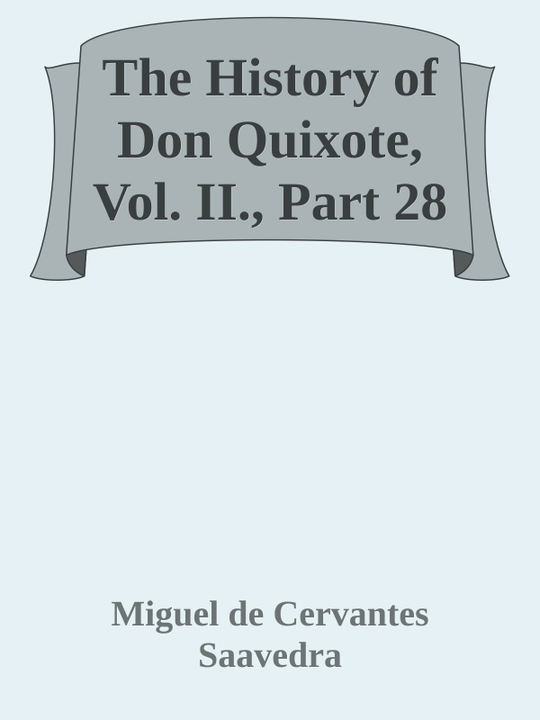 The History of
Don Quixote,
Vol. II., Part 28
Miguel de Cervantes
Saavedra